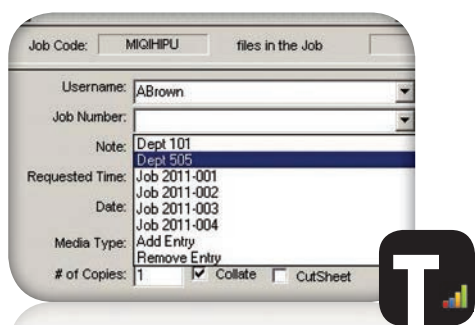 Job Code: MIQIHIPU files in the Job
Username: ABrown
Job Number:
Note: Dept 101
Dept 505
Requested Time: Job 2011-001
Job 2011-002
Date: Job 2011-003
Job 2011-004
Media Type: Add Entry
Remove Entry
# of Copies: 1 Collate CutSheet
T